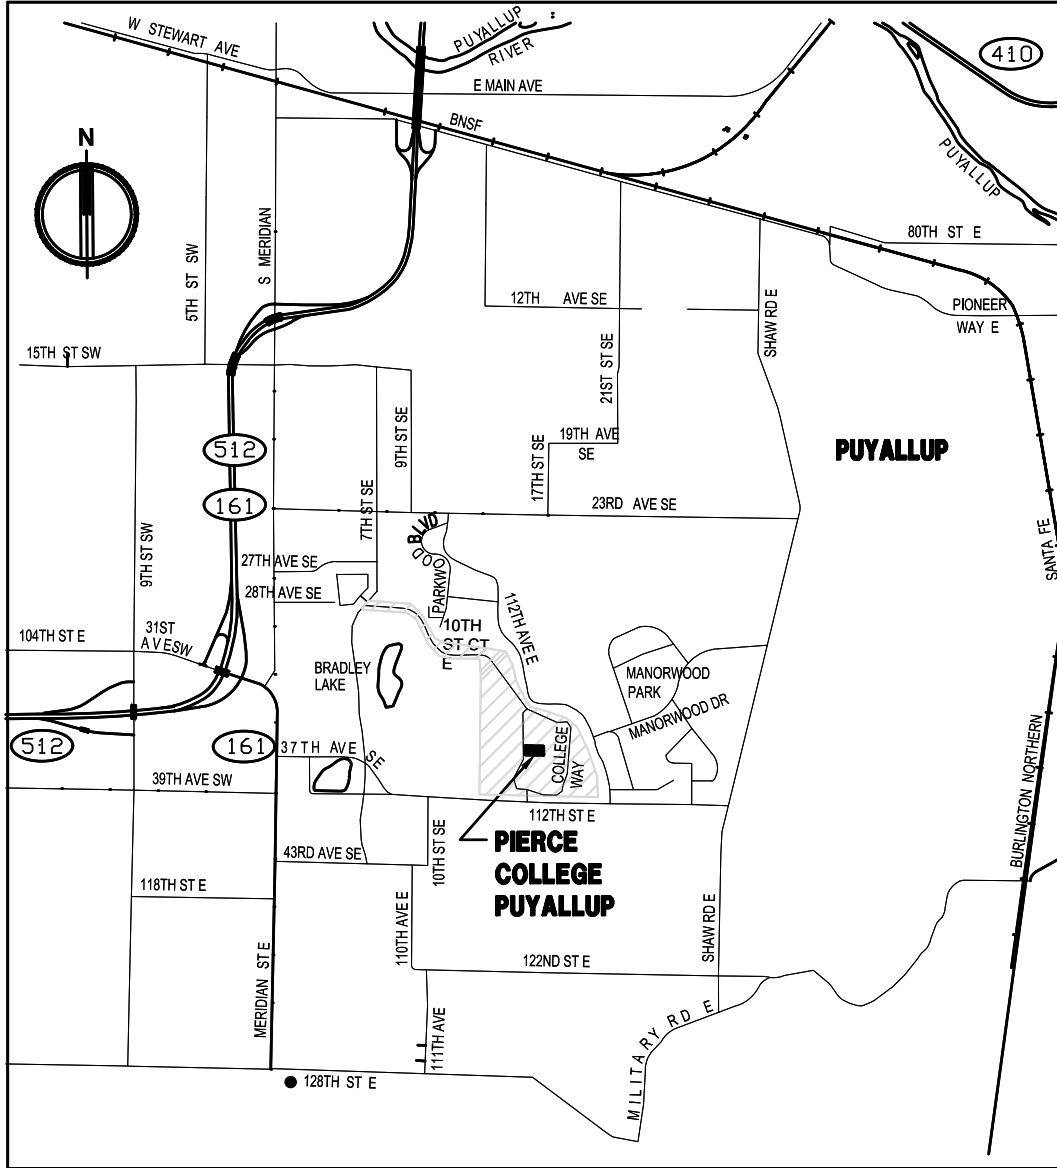 W STEWART AVE
PUYALLUP
RIVER
410
E MAIN AVE
BNSF
N
PUYALLUP
80TH ST E
5TH ST SW
S MERIDIAN
12TH AVE SE
SHAW RD E
PIONEER
WAY E
15TH ST SW
21ST ST SE
9TH ST SE
17TH ST SE
19TH AVE
SE
PUYALLUP
512
161
7TH ST SE
23RD AVE SE
PARKWOOD BLVD
9TH ST SW
27TH AVE SE
28TH AVE SE
SANTA FE
112TH AVE E
10TH
ST CT
E
104TH ST E
31ST
AVE SW
BRADLEY
LAKE
MANORWOOD
PARK
MANORWOOD DR
512
161
37TH AVE SE
COLLEGE
WAY
39TH AVE SW
BURLINGTON NORTHERN
112TH ST E
10TH ST SE
PIERCE
COLLEGE
PUYALLUP
43RD AVE SE
118TH ST E
110TH AVE E
SHAW RD E
122ND ST E
MERIDIAN ST E
111TH AVE
MILITARY RD E
128TH ST E